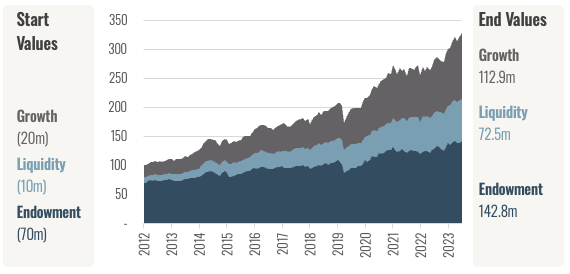 Start
Values
Growth
(20m)
Liquidity
(10m)
Endowment
(70m)
350
300
250
200
150
100
50
-
2012
2013
2014
2015
2016
2017
2018
2019
2020
2021
2022
2023
End Values
Growth
112.9m
Liquidity
72.5m
Endowment
142.8m